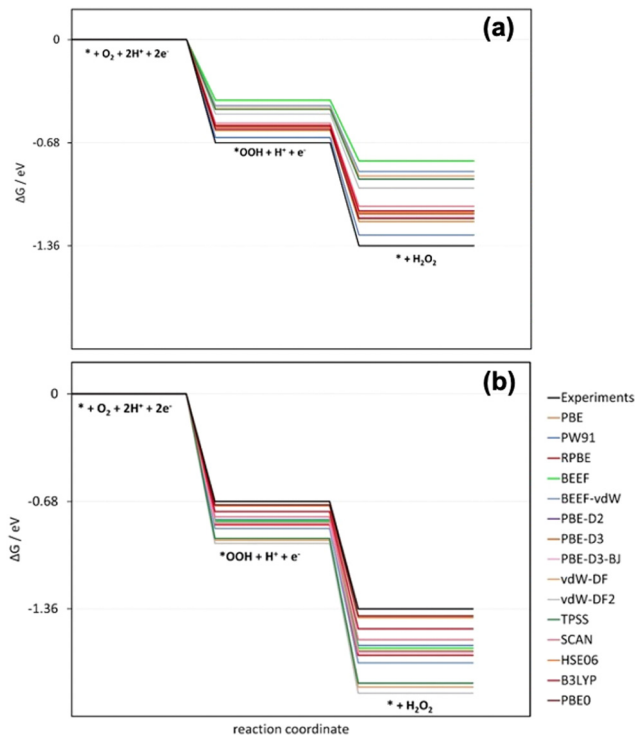 (a)
0
* + O₂ + 2H⁺ + 2e⁻
-0.68
*OOH + H⁺ + e⁻
ΔG / eV
-1.36
* + H₂O₂
(b)
0
* + O₂ + 2H⁺ + 2e⁻
-0.68
*OOH + H⁺ + e⁻
ΔG / eV
-1.36
* + H₂O₂
reaction coordinate
Experiments
PBE
PW91
RPBE
BEEF
BEEF-vdW
PBE-D2
PBE-D3
PBE-D3-BJ
vdW-DF
vdW-DF2
TPSS
SCAN
HSE06
B3LYP
PBE0